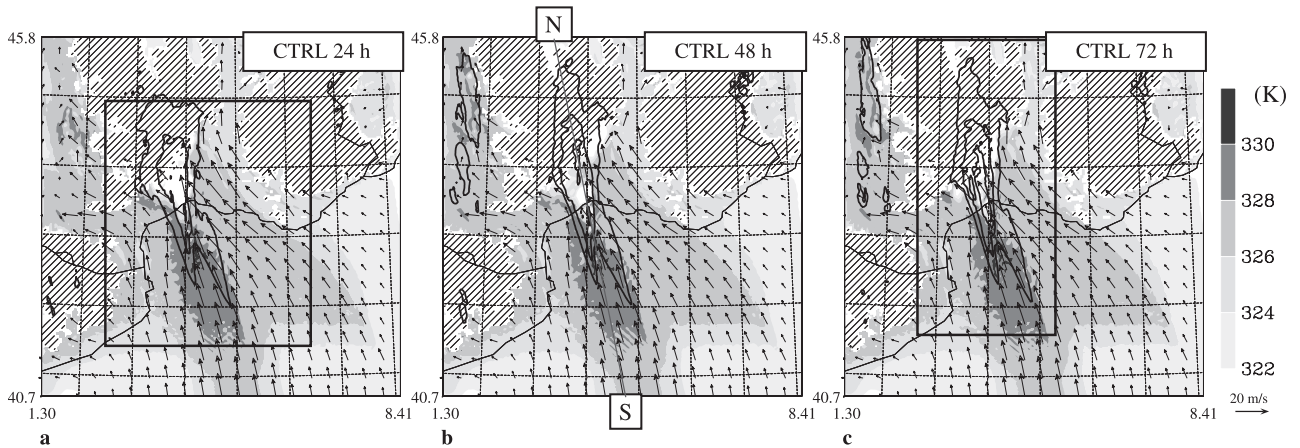 N
45.8 CTRL 24 h 45.8 CTRL 48 h 45.8 CTRL 72 h
(K)
330
328
326
324
322
40.7 40.7 40.7
1.30 8.41 1.30 S 8.41 1.30 8.41
20 m/s
a b c